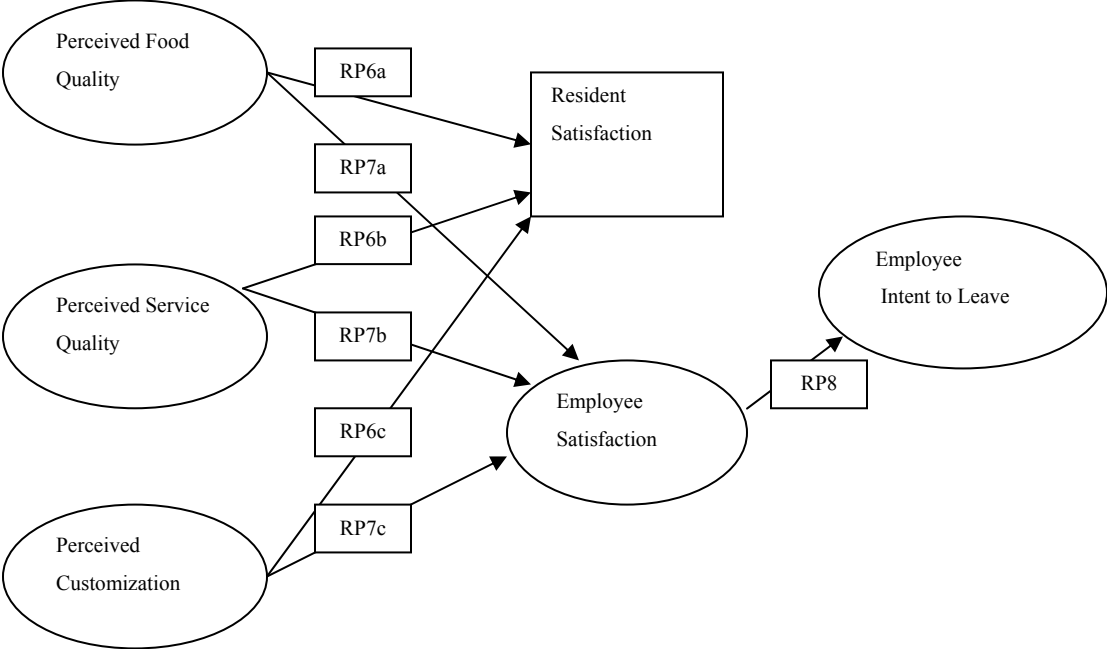 Perceived Food
Quality
RP6a
Resident
Satisfaction
RP7a
RP6b
Employee
Intent to Leave
Perceived Service
Quality
RP7b
RP8
Employee
Satisfaction
RP6c
RP7c
Perceived
Customization